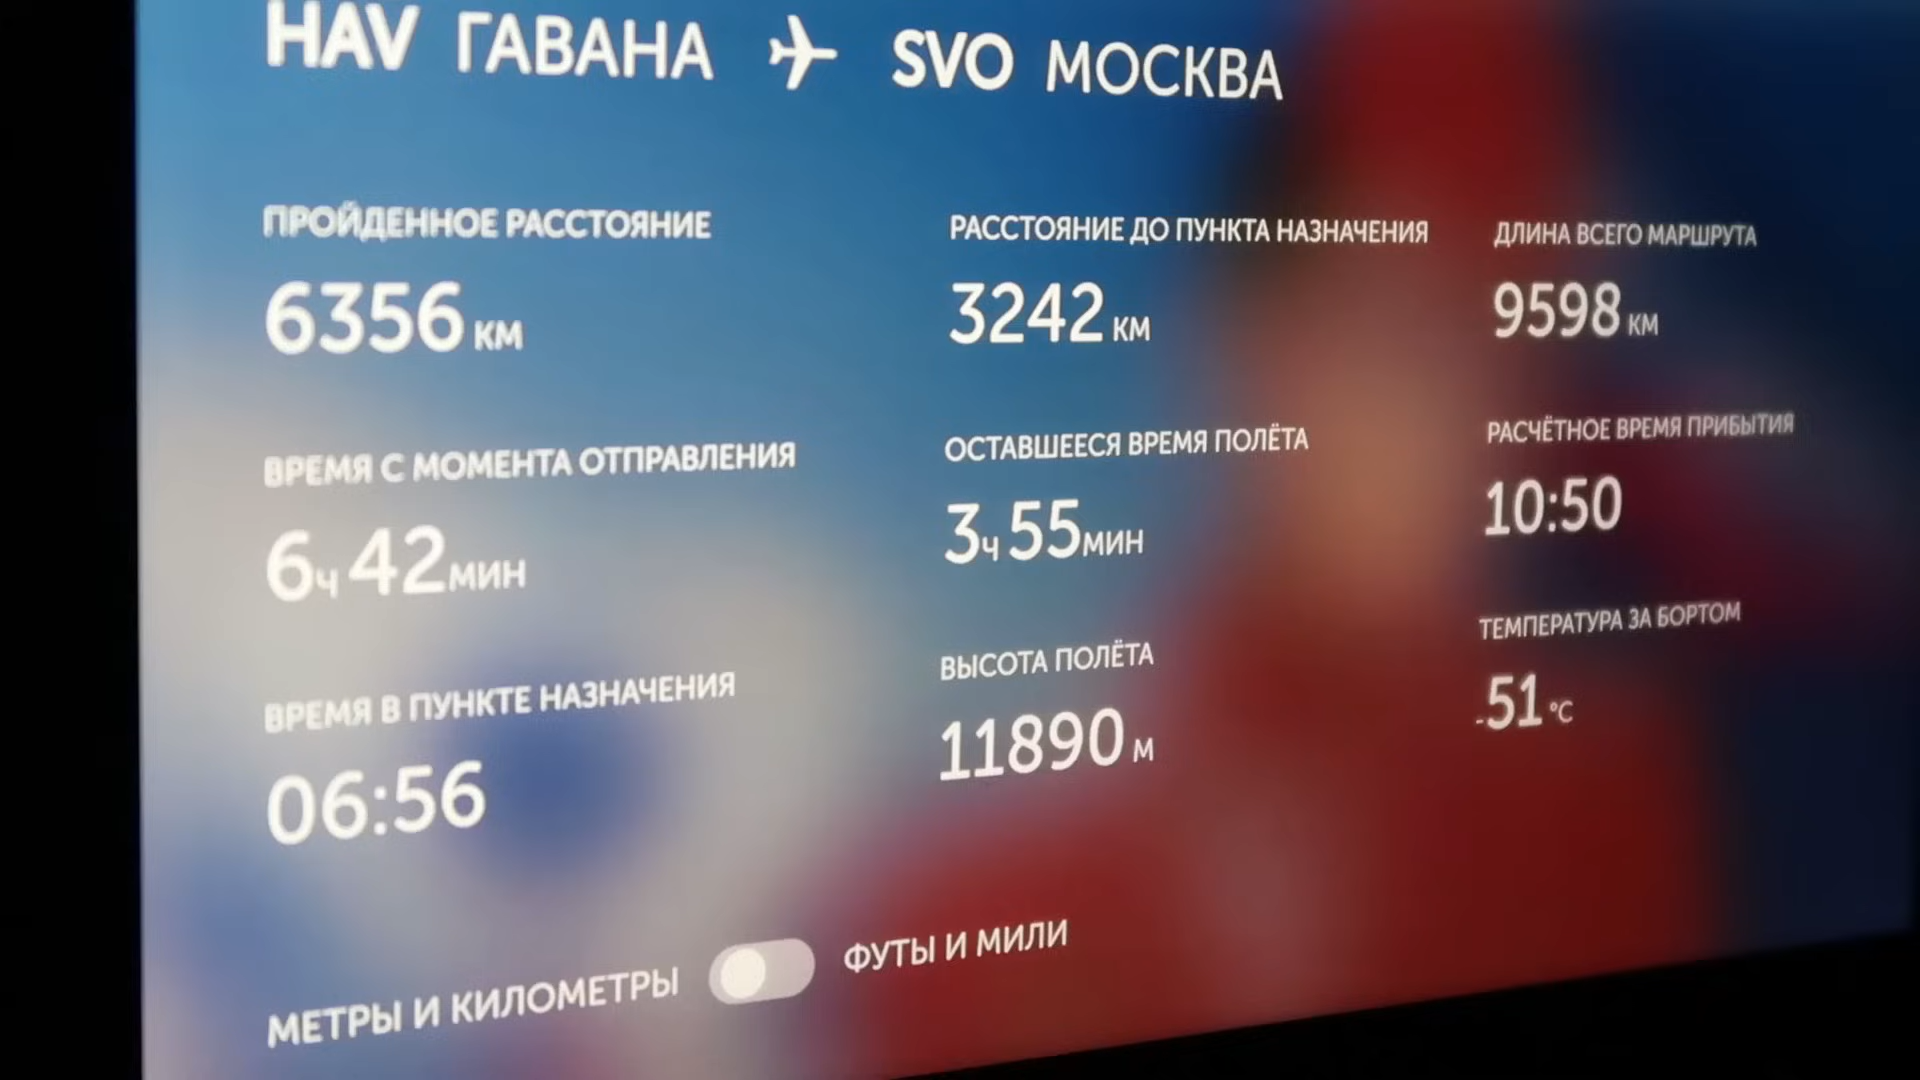 HAV ГАВАНА SVO МОСКВА
ПРОЙДЕННОЕ РАССТОЯНИЕ
6356 КМ
РАССТОЯНИЕ ДО ПУНКТА НАЗНАЧЕНИЯ
3242 КМ
ДЛИНА ВСЕГО МАРШРУТА
9598 КМ
ВРЕМЯ С МОМЕНТА ОТПРАВЛЕНИЯ
6ч 42МИН
ОСТАВШЕЕСЯ ВРЕМЯ ПОЛЁТА
3ч 55МИН
РАСЧЁТНОЕ ВРЕМЯ ПРИБЫТИЯ
10:50
ВРЕМЯ В ПУНКТЕ НАЗНАЧЕНИЯ
06:56
ВЫСОТА ПОЛЁТА
11890 М
ТЕМПЕРАТУРА ЗА БОРТОМ
-51 °C
МЕТРЫ И КИЛОМЕТРЫ ФУТЫ И МИЛИ